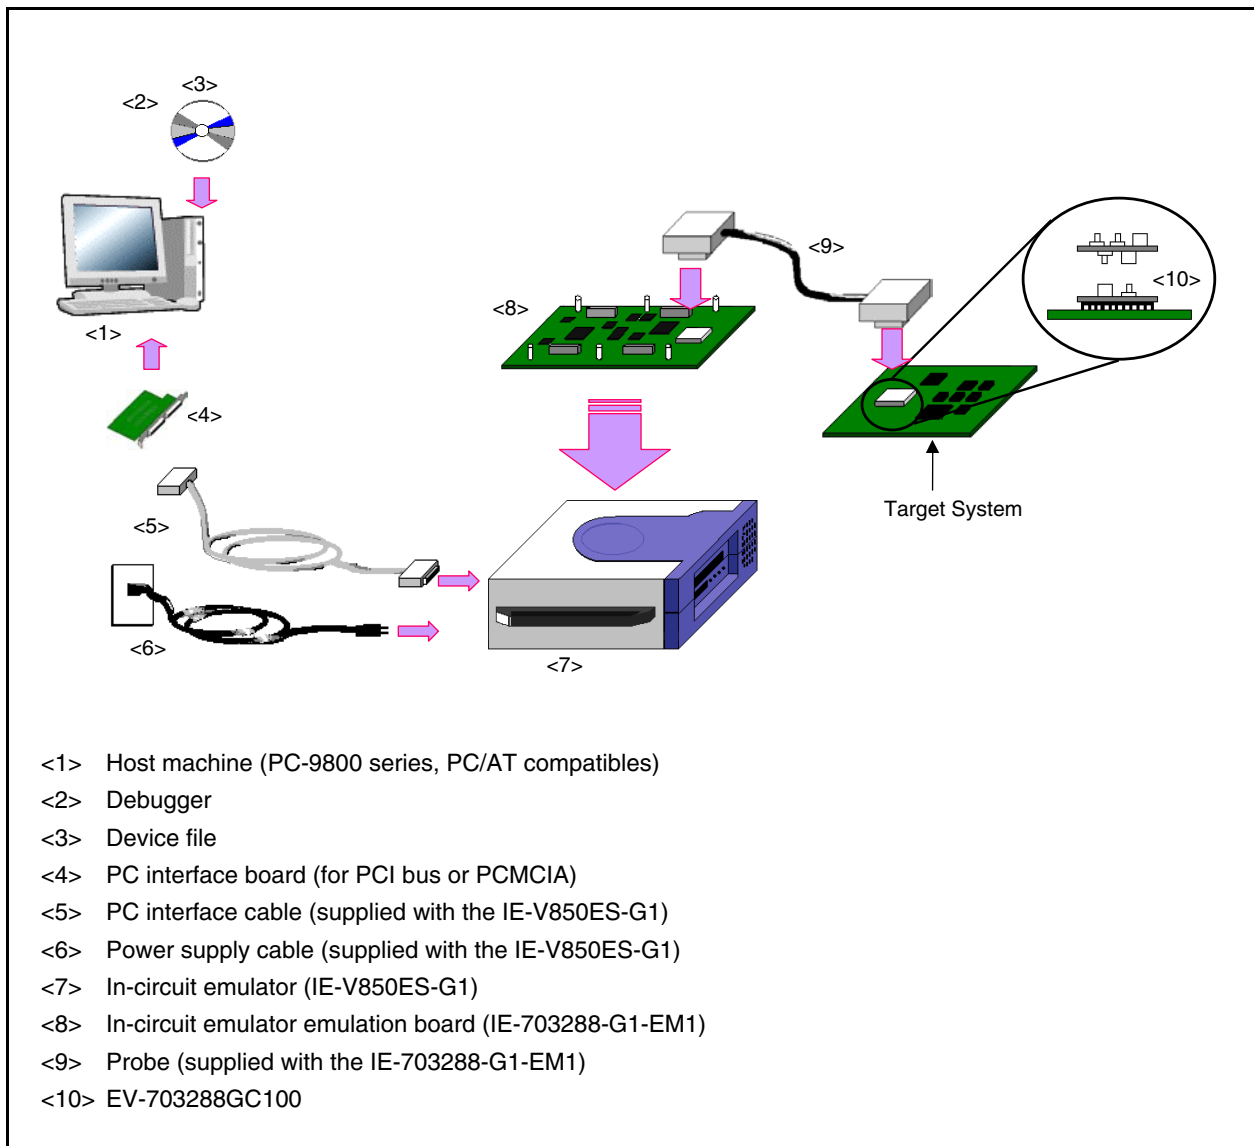 <3>
<2>
<1>
<4>
<5>
<6>
<7>
<8>
<9>
<10>
Target System
<1> Host machine (PC-9800 series, PC/AT compatibles)
<2> Debugger
<3> Device file
<4> PC interface board (for PCI bus or PCMCIA)
<5> PC interface cable (supplied with the IE-V850ES-G1)
<6> Power supply cable (supplied with the IE-V850ES-G1)
<7> In-circuit emulator (IE-V850ES-G1)
<8> In-circuit emulator emulation board (IE-703288-G1-EM1)
<9> Probe (supplied with the IE-703288-G1-EM1)
<10> EV-703288GC100